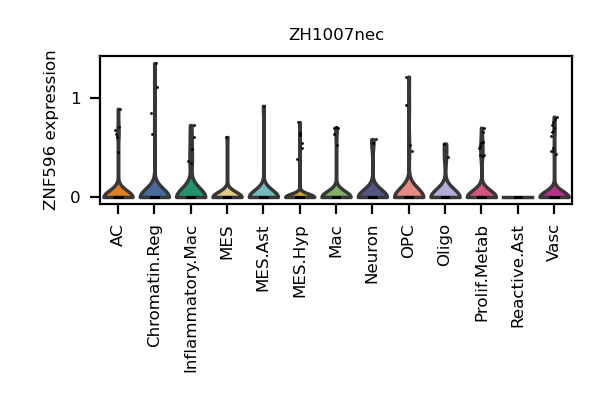 ZH1007nec
ZNF596 expression
1
0
AC
Chromatin.Reg
Inflammatory.Mac
MES
MES.Ast
MES.Hyp
Mac
Neuron
OPC
Oligo
Prolif.Metab
Reactive.Ast
Vasc